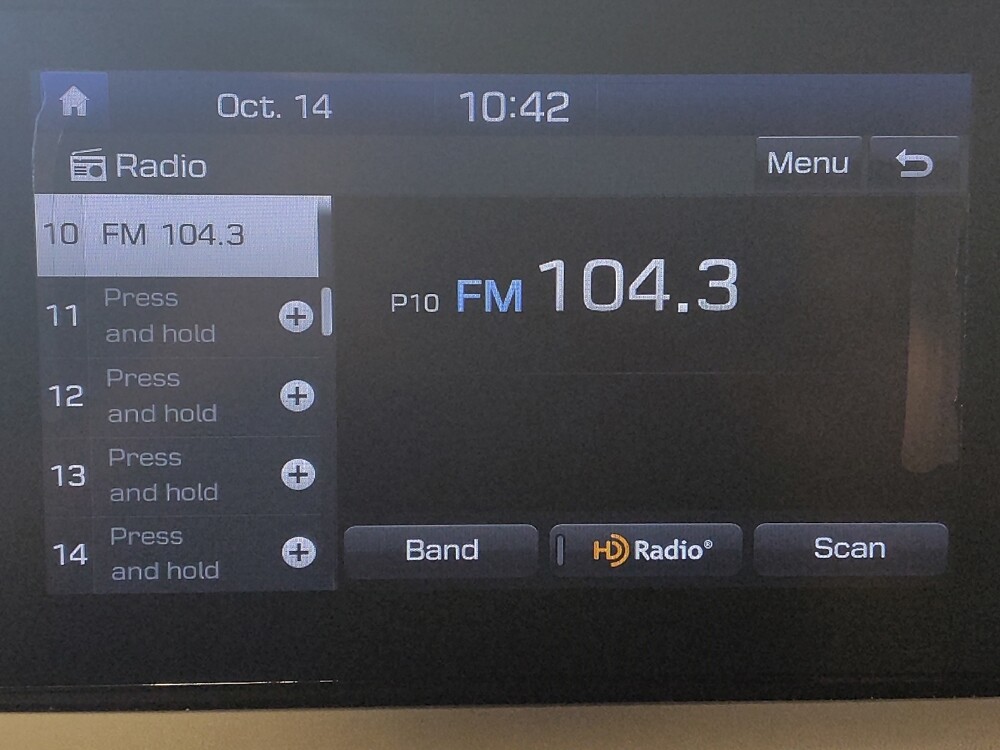 Oct. 14 10:42
Radio Menu
10 FM 104.3
P10 FM 104.3
11 Press
and hold
12 Press
and hold
13 Press
and hold
14 Press
and hold
Band HD Radio® Scan